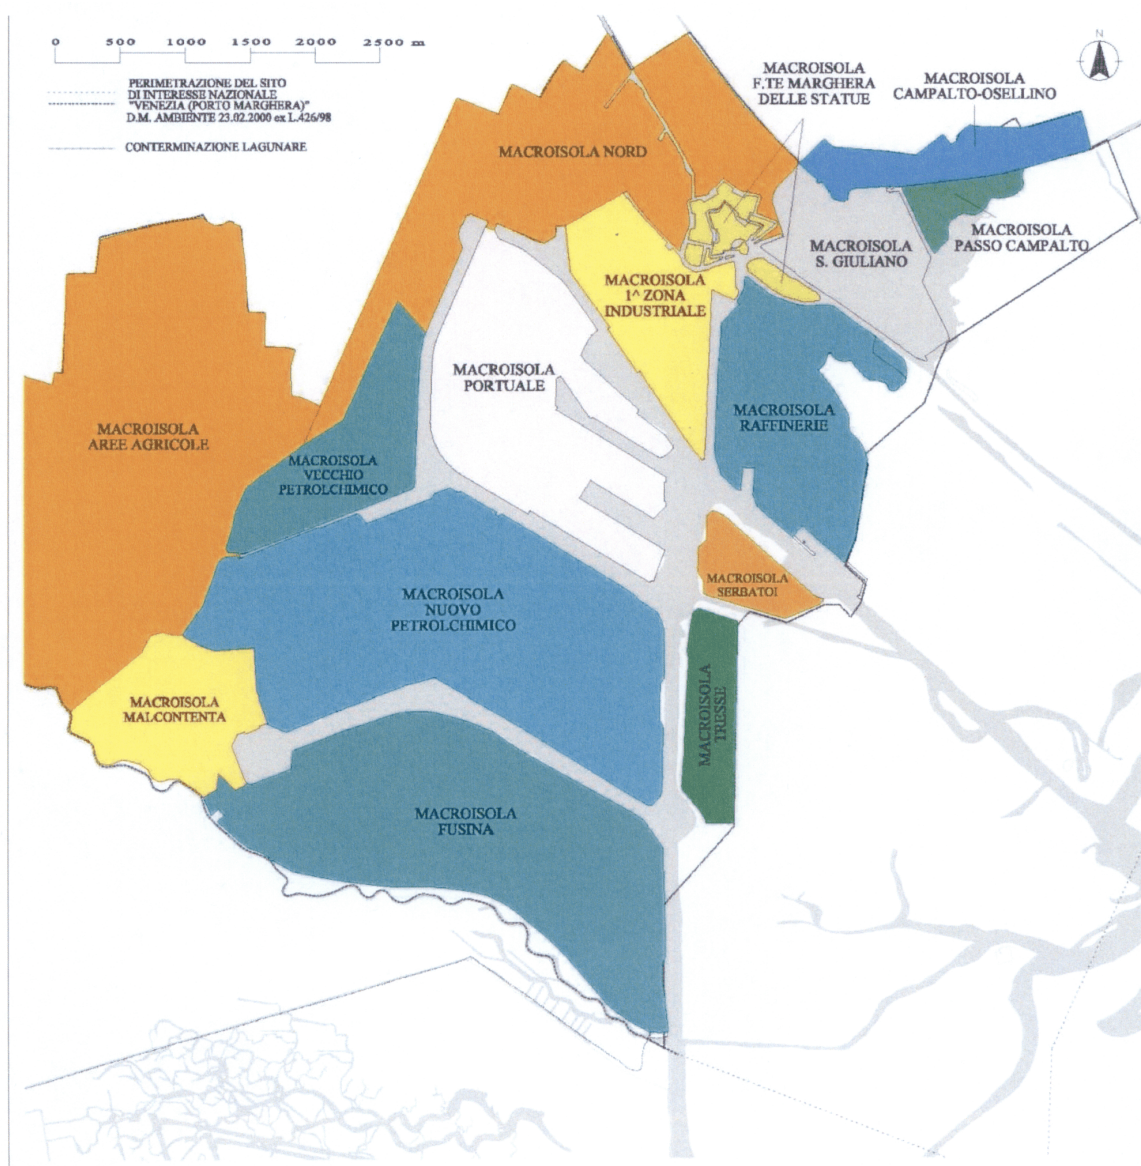 0 500 1000 1500 2000 2500 m
PERIMETRAZIONE DEL SITO
DI INTERESSE NAZIONALE
"VENEZIA (PORTO MARGHERA)"
D.M. AMBIENTE 23.02.2000 ex L.426/98
CONTERMINAZIONE LAGUNARE
N
MACROISOLA
F.TE MARGHERA
DELLE STATUE
MACROISOLA
CAMPALTO-OSELLINO
MACROISOLA NORD
MACROISOLA
PASSO CAMPALTO
MACROISOLA
S. GIULIANO
MACROISOLA
1^ ZONA
INDUSTRIALE
MACROISOLA
PORTUALE
MACROISOLA
RAFFINERIE
MACROISOLA
AREE AGRICOLE
MACROISOLA
VECCHIO
PETROLCHIMICO
MACROISOLA
SERBATOI
MACROISOLA
NUOVO
PETROLCHIMICO
MACROISOLA
TRESSE
MACROISOLA
MALCONTENTA
MACROISOLA
FUSINA